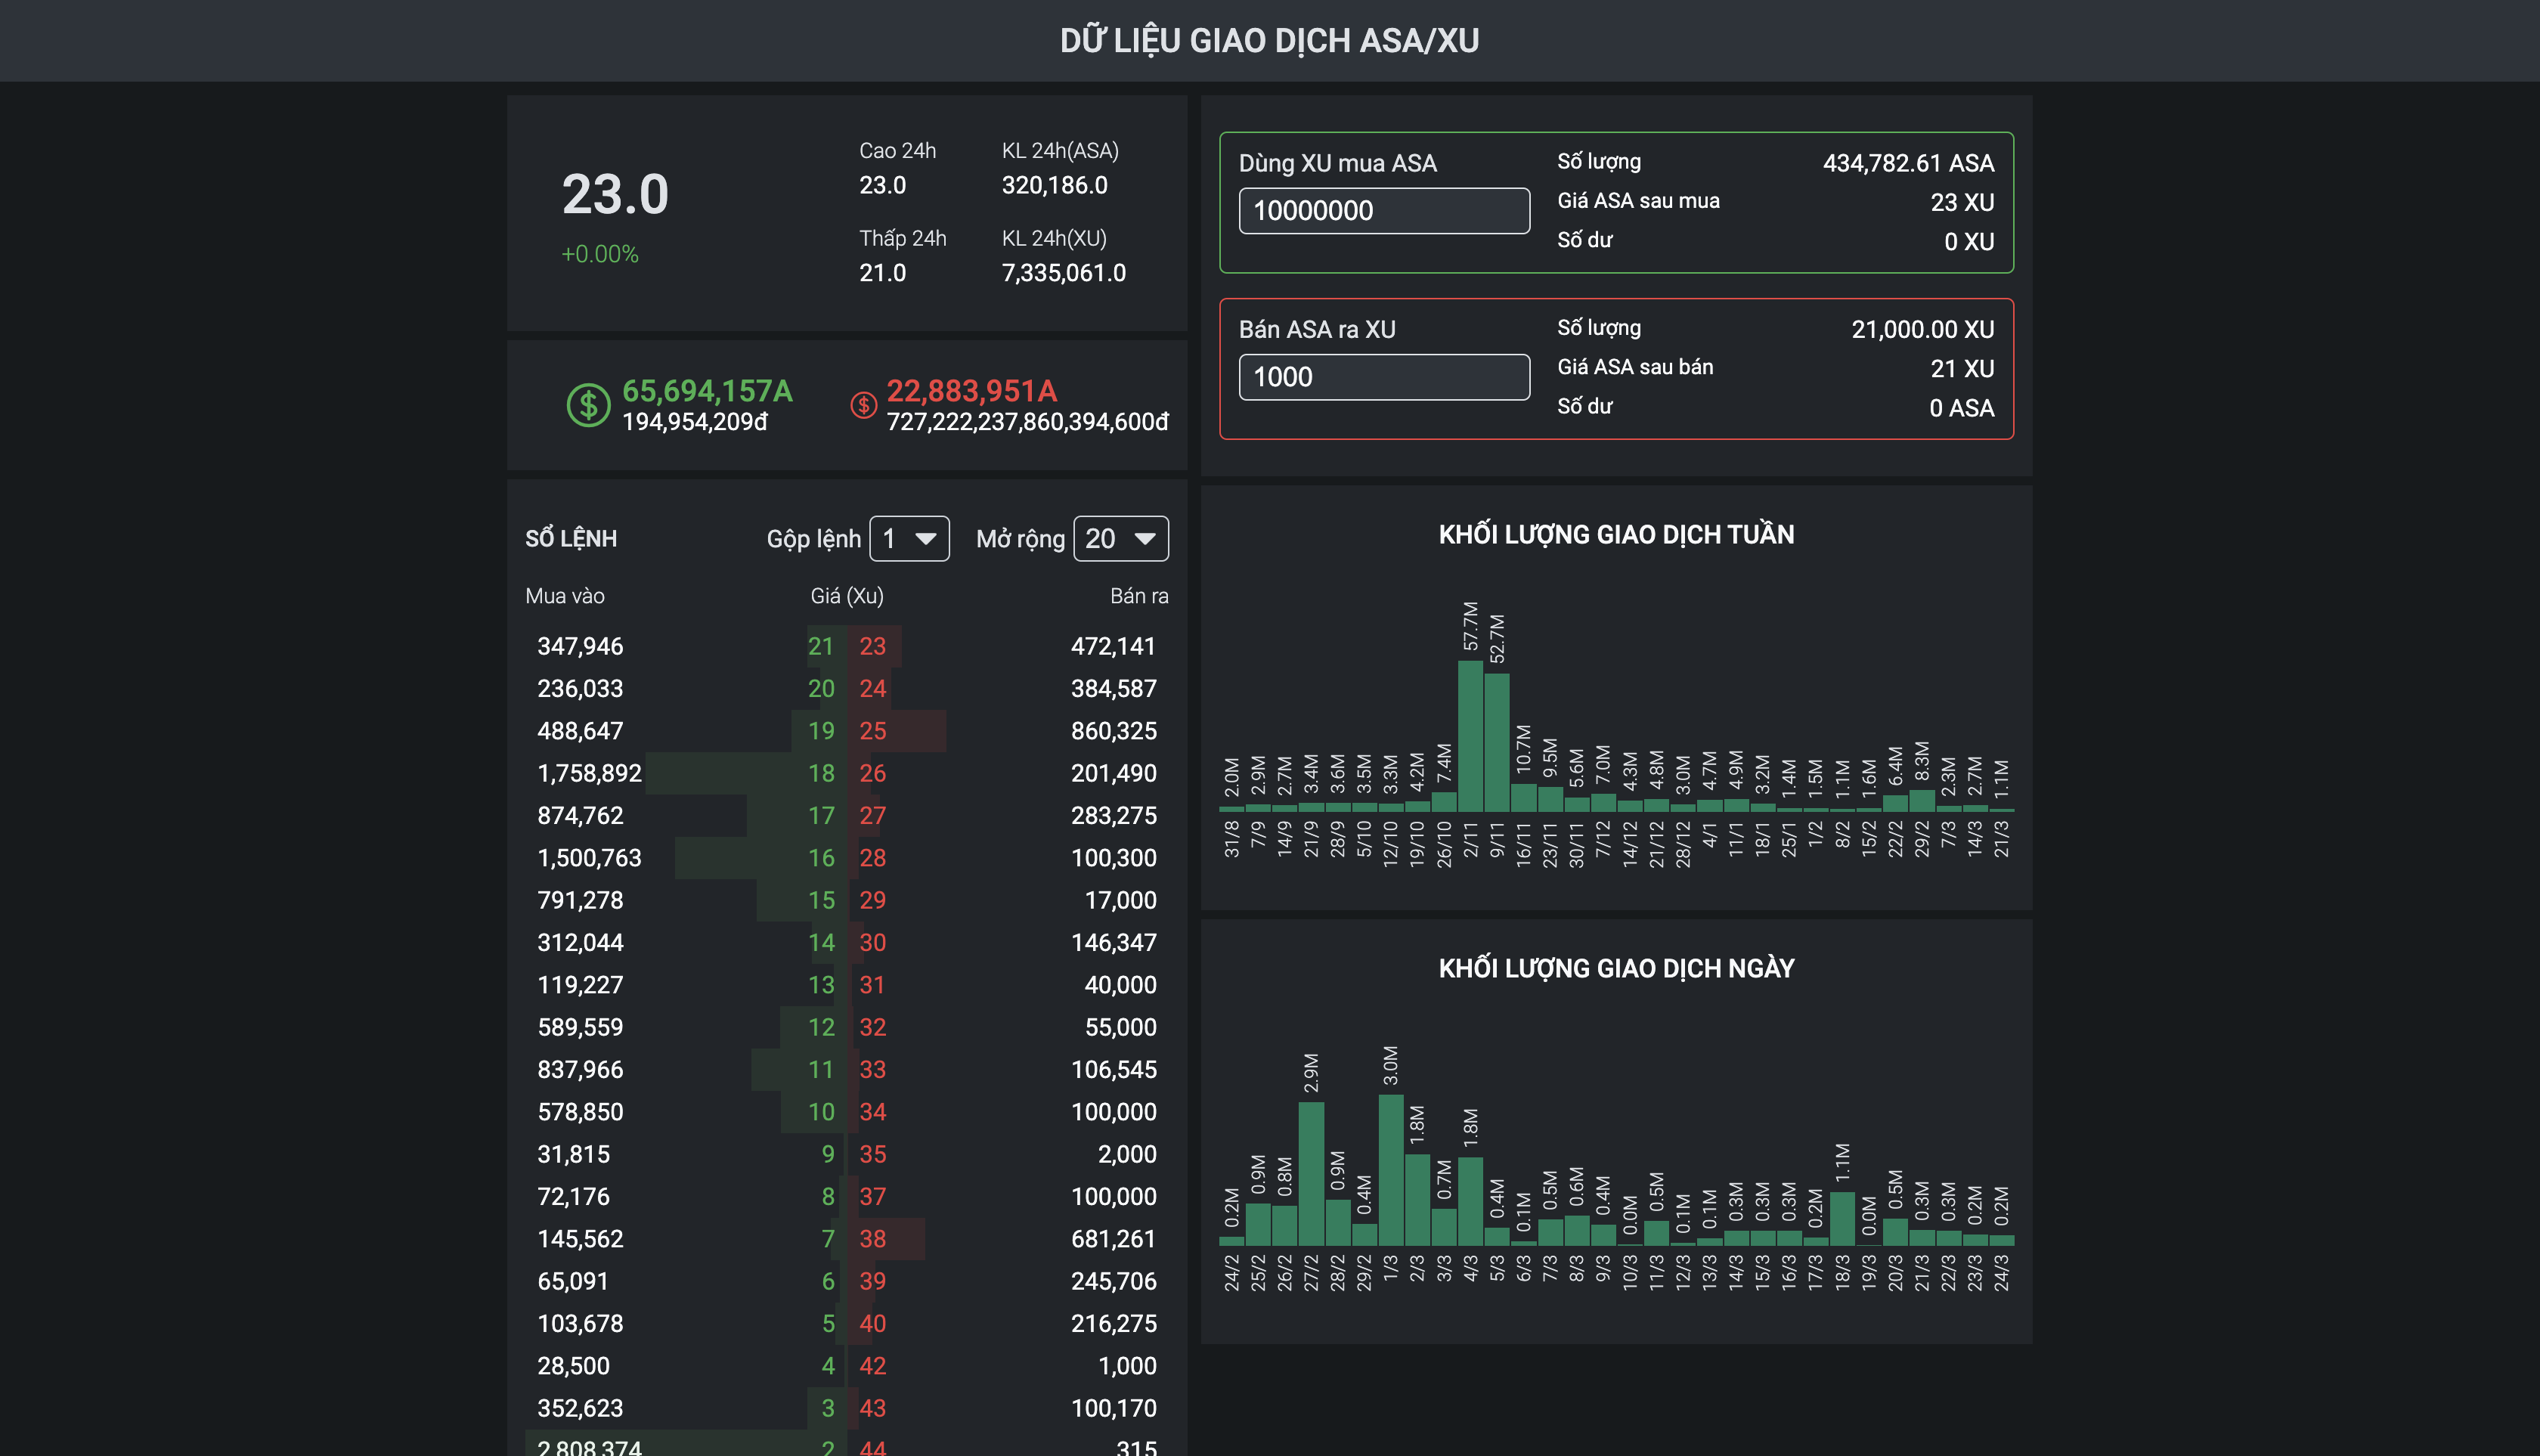 DỮ LIỆU GIAO DỊCH ASA/XU
23.0
+0.00%
Cao 24h
23.0
KL 24h(ASA)
320,186.0
Thấp 24h
21.0
KL 24h(XU)
7,335,061.0
65,694,157A
194,954,209đ
22,883,951A
727,222,237,860,394,600đ
SỔ LỆNH Gộp lệnh 1 Mở rộng 20
Mua vào Giá (Xu) Bán ra
347,946 21 23 472,141
236,033 20 24 384,587
488,647 19 25 860,325
1,758,892 18 26 201,490
874,762 17 27 283,275
1,500,763 16 28 100,300
791,278 15 29 17,000
312,044 14 30 146,347
119,227 13 31 40,000
589,559 12 32 55,000
837,966 11 33 106,545
578,850 10 34 100,000
31,815 9 35 2,000
72,176 8 37 100,000
145,562 7 38 681,261
65,091 6 39 245,706
103,678 5 40 216,275
28,500 4 42 1,000
352,623 3 43 100,170
2,808,374 2 44 315
Dùng XU mua ASA
10000000
Số lượng 434,782.61 ASA
Giá ASA sau mua 23 XU
Số dư 0 XU
Bán ASA ra XU
1000
Số lượng 21,000.00 XU
Giá ASA sau bán 21 XU
Số dư 0 ASA
KHỐI LƯỢNG GIAO DỊCH TUẦN
2.0M 2.9M 2.7M 3.4M 3.6M 3.5M 3.3M 4.2M 7.4M 57.7M 52.7M 10.7M 9.5M 5.6M 7.0M 4.3M 4.8M 3.0M 4.7M 4.9M 3.2M 1.4M 1.5M 1.1M 1.6M 6.4M 8.3M 2.3M 2.7M 1.1M
31/8 7/9 14/9 21/9 28/9 5/10 12/10 19/10 26/10 2/11 9/11 16/11 23/11 30/11 7/12 14/12 21/12 28/12 4/1 11/1 18/1 25/1 1/2 8/2 15/2 22/2 29/2 7/3 14/3 21/3
KHỐI LƯỢNG GIAO DỊCH NGÀY
0.2M 0.9M 0.8M 2.9M 0.9M 0.4M 3.0M 1.8M 0.7M 1.8M 0.4M 0.1M 0.5M 0.6M 0.4M 0.0M 0.5M 0.1M 0.1M 0.3M 0.3M 0.3M 0.2M 1.1M 0.0M 0.5M 0.3M 0.3M 0.2M 0.2M
24/2 25/2 26/2 27/2 28/2 29/2 1/3 2/3 3/3 4/3 5/3 6/3 7/3 8/3 9/3 10/3 11/3 12/3 13/3 14/3 15/3 16/3 17/3 18/3 19/3 20/3 21/3 22/3 23/3 24/3